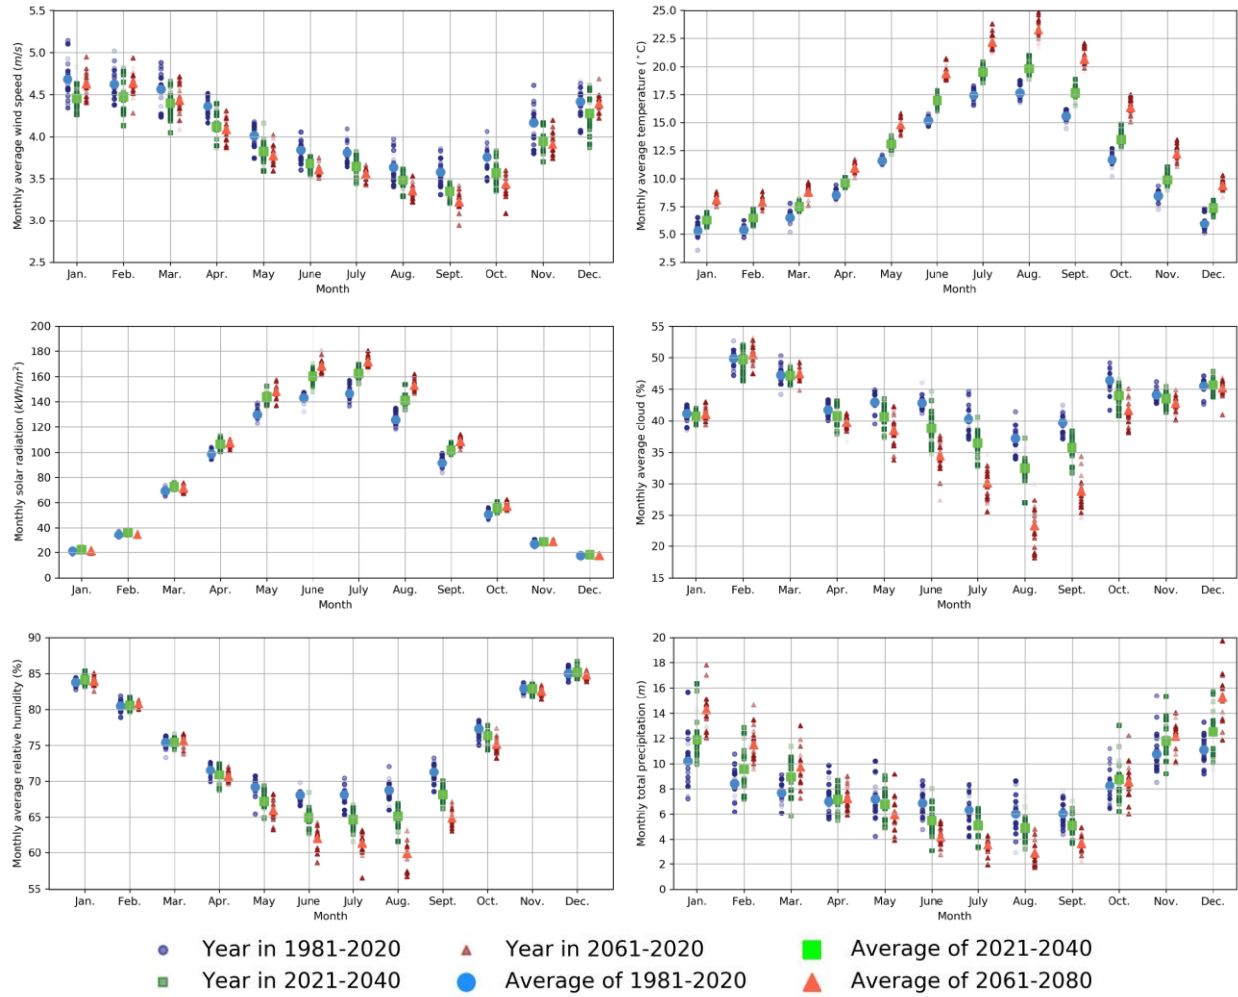 Monthly average wind speed (m/s)
5.5
5.0
4.5
4.0
3.5
3.0
2.5
Jan. Feb. Mar. Apr. May June July Aug. Sept. Oct. Nov. Dec.
Month
Monthly average temperature (°C)
25.0
22.5
20.0
17.5
15.0
12.5
10.0
7.5
5.0
2.5
Jan. Feb. Mar. Apr. May June July Aug. Sept. Oct. Nov. Dec.
Month
Monthly solar radiation (kWh/m²)
200
180
160
140
120
100
80
60
40
20
0
Jan. Feb. Mar. Apr. May June July Aug. Sept. Oct. Nov. Dec.
Month
Monthly average cloud (%)
55
50
45
40
35
30
25
20
15
Jan. Feb. Mar. Apr. May June July Aug. Sept. Oct. Nov. Dec.
Month
Monthly average relative humidity (%)
90
85
80
75
70
65
60
55
Jan. Feb. Mar. Apr. May June July Aug. Sept. Oct. Nov. Dec.
Month
Monthly total precipitation (m)
20
18
16
14
12
10
8
6
4
2
0
Jan. Feb. Mar. Apr. May June July Aug. Sept. Oct. Nov. Dec.
Month
Year in 1981-2020 Year in 2061-2020 Average of 2021-2040
Year in 2021-2040 Average of 1981-2020 Average of 2061-2080